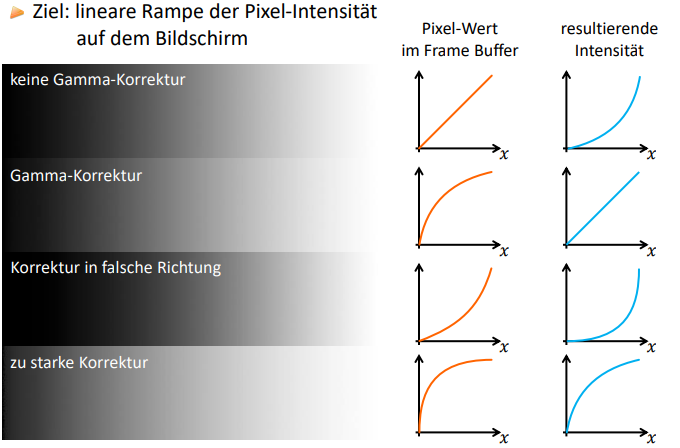 Ziel: lineare Rampe der Pixel-Intensität
auf dem Bildschirm
Pixel-Wert
im Frame Buffer
resultierende
Intensität
keine Gamma-Korrektur
x
x
Gamma-Korrektur
x
x
Korrektur in falsche Richtung
x
x
zu starke Korrektur
x
x